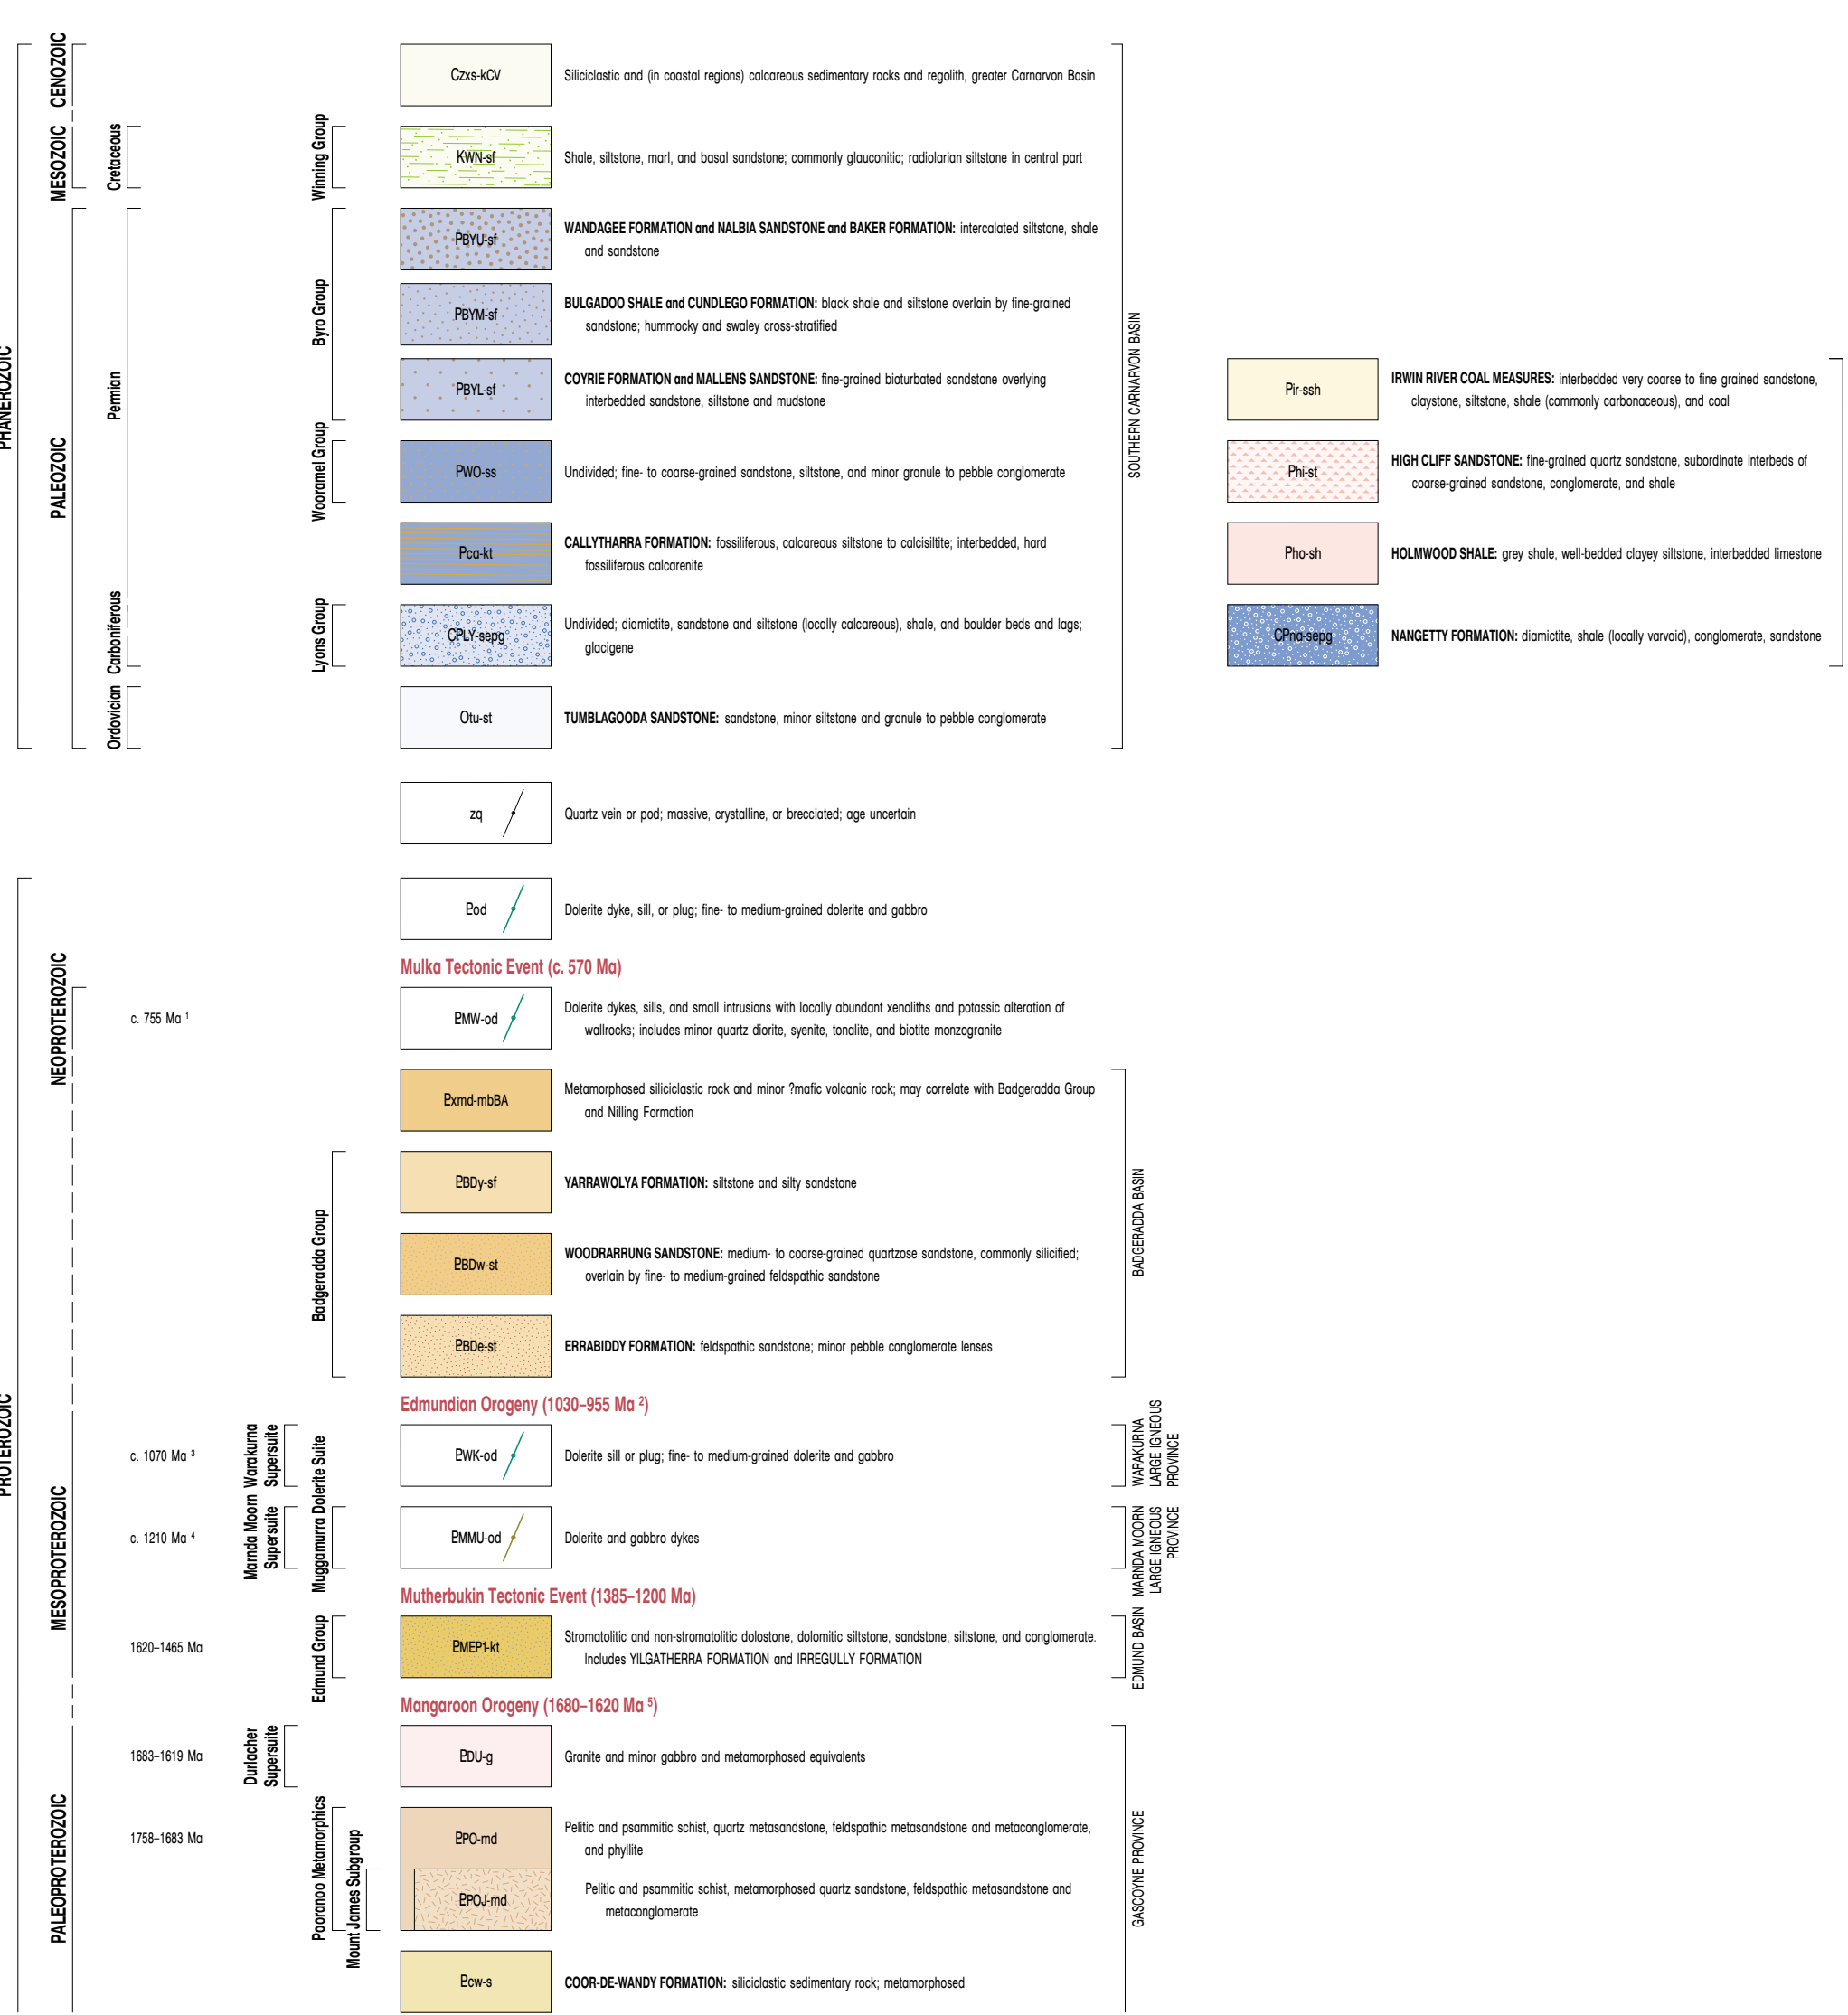 CENOZOIC
Czxs-kCV
Siliciclastic and (in coastal regions) calcareous sedimentary rocks and regolith, greater Carnarvon Basin
MESOZOIC
Cretaceous
Winning Group
KWN-sf
Shale, siltstone, marl, and basal sandstone; commonly glauconitic; radiolarian siltstone in central part
PHANEROZOIC
PALEOZOIC
Permian
Byro Group
PBYU-sf
WANDAGEE FORMATION and NALBIA SANDSTONE and BAKER FORMATION: intercalated siltstone, shale
and sandstone
PBYM-sf
BULGADOO SHALE and CUNDLEGO FORMATION: black shale and siltstone overlain by fine-grained
sandstone; hummocky and swaley cross-stratified
PBYL-sf
COYRIE FORMATION and MALLENS SANDSTONE: fine-grained bioturbated sandstone overlying
interbedded sandstone, siltstone and mudstone
Wooramel Group
PWO-ss
Undivided; fine- to coarse-grained sandstone, siltstone, and minor granule to pebble conglomerate
Pca-kt
CALLYTHARRA FORMATION: fossiliferous, calcareous siltstone to calcisiltite; interbedded, hard
fossiliferous calcarenite
Carboniferous
Lyons Group
CPLY-sepg
Undivided; diamictite, sandstone and siltstone (locally calcareous), shale, and boulder beds and lags;
glacigene
Ordovician
Otu-st
TUMBLAGOODA SANDSTONE: sandstone, minor siltstone and granule to pebble conglomerate
SOUTHERN CARNARVON BASIN
Pir-ssh
IRWIN RIVER COAL MEASURES: interbedded very coarse to fine grained sandstone,
claystone, siltstone, shale (commonly carbonaceous), and coal
Phi-st
HIGH CLIFF SANDSTONE: fine-grained quartz sandstone, subordinate interbeds of
coarse-grained sandstone, conglomerate, and shale
Pho-sh
HOLMWOOD SHALE: grey shale, well-bedded clayey siltstone, interbedded limestone
CPna-sepg
NANGETTY FORMATION: diamictite, shale (locally varvoid), conglomerate, sandstone
zq
Quartz vein or pod; massive, crystalline, or brecciated; age uncertain
PROTEROZOIC
Pod
Dolerite dyke, sill, or plug; fine- to medium-grained dolerite and gabbro
Mulka Tectonic Event (c. 570 Ma)
NEOPROTEROZOIC
c. 755 Ma 1
PMW-od
Dolerite dykes, sills, and small intrusions with locally abundant xenoliths and potassic alteration of
wallrocks; includes minor quartz diorite, syenite, tonalite, and biotite monzogranite
Pxmd-mbBA
Metamorphosed siliciclastic rock and minor ?mafic volcanic rock; may correlate with Badgeradda Group
and Nilling Formation
Badgeradda Group
PBDy-sf
YARRAWOLYA FORMATION: siltstone and silty sandstone
PBDw-st
WOODRARRUNG SANDSTONE: medium- to coarse-grained quartzose sandstone, commonly silicified;
overlain by fine- to medium-grained feldspathic sandstone
PBDe-st
ERRABIDDY FORMATION: feldspathic sandstone; minor pebble conglomerate lenses
BADGERADDA BASIN
Edmundian Orogeny (1030–955 Ma 2)
MESOPROTEROZOIC
c. 1070 Ma 3
Warakurna
Supersuite
PWK-od
Dolerite sill or plug; fine- to medium-grained dolerite and gabbro
WARAKURNA
LARGE IGNEOUS
PROVINCE
c. 1210 Ma 4
Marnda Moorn
Supersuite
Muggamurra Dolerite Suite
PMMU-od
Dolerite and gabbro dykes
MARNDA MOORN
LARGE IGNEOUS
PROVINCE
Mutherbukin Tectonic Event (1385–1200 Ma)
1620–1465 Ma
Edmund Group
PMEP1-kt
Stromatolitic and non-stromatolitic dolostone, dolomitic siltstone, sandstone, siltstone, and conglomerate.
Includes YILGATHERRA FORMATION and IRREGULLY FORMATION
EDMUND BASIN
Mangaroon Orogeny (1680–1620 Ma 5)
PALEOPROTEROZOIC
1683–1619 Ma
Durlacher
Supersuite
PDU-g
Granite and minor gabbro and metamorphosed equivalents
1758–1683 Ma
Pooranoo Metamorphics
PPO-md
Pelitic and psammitic schist, quartz metasandstone, feldspathic metasandstone and metaconglomerate,
and phyllite
Mount James Subgroup
PPOJ-md
Pelitic and psammitic schist, metamorphosed quartz sandstone, feldspathic metasandstone and
metaconglomerate
Pcw-s
COOR-DE-WANDY FORMATION: siliciclastic sedimentary rock; metamorphosed
GASCOYNE PROVINCE